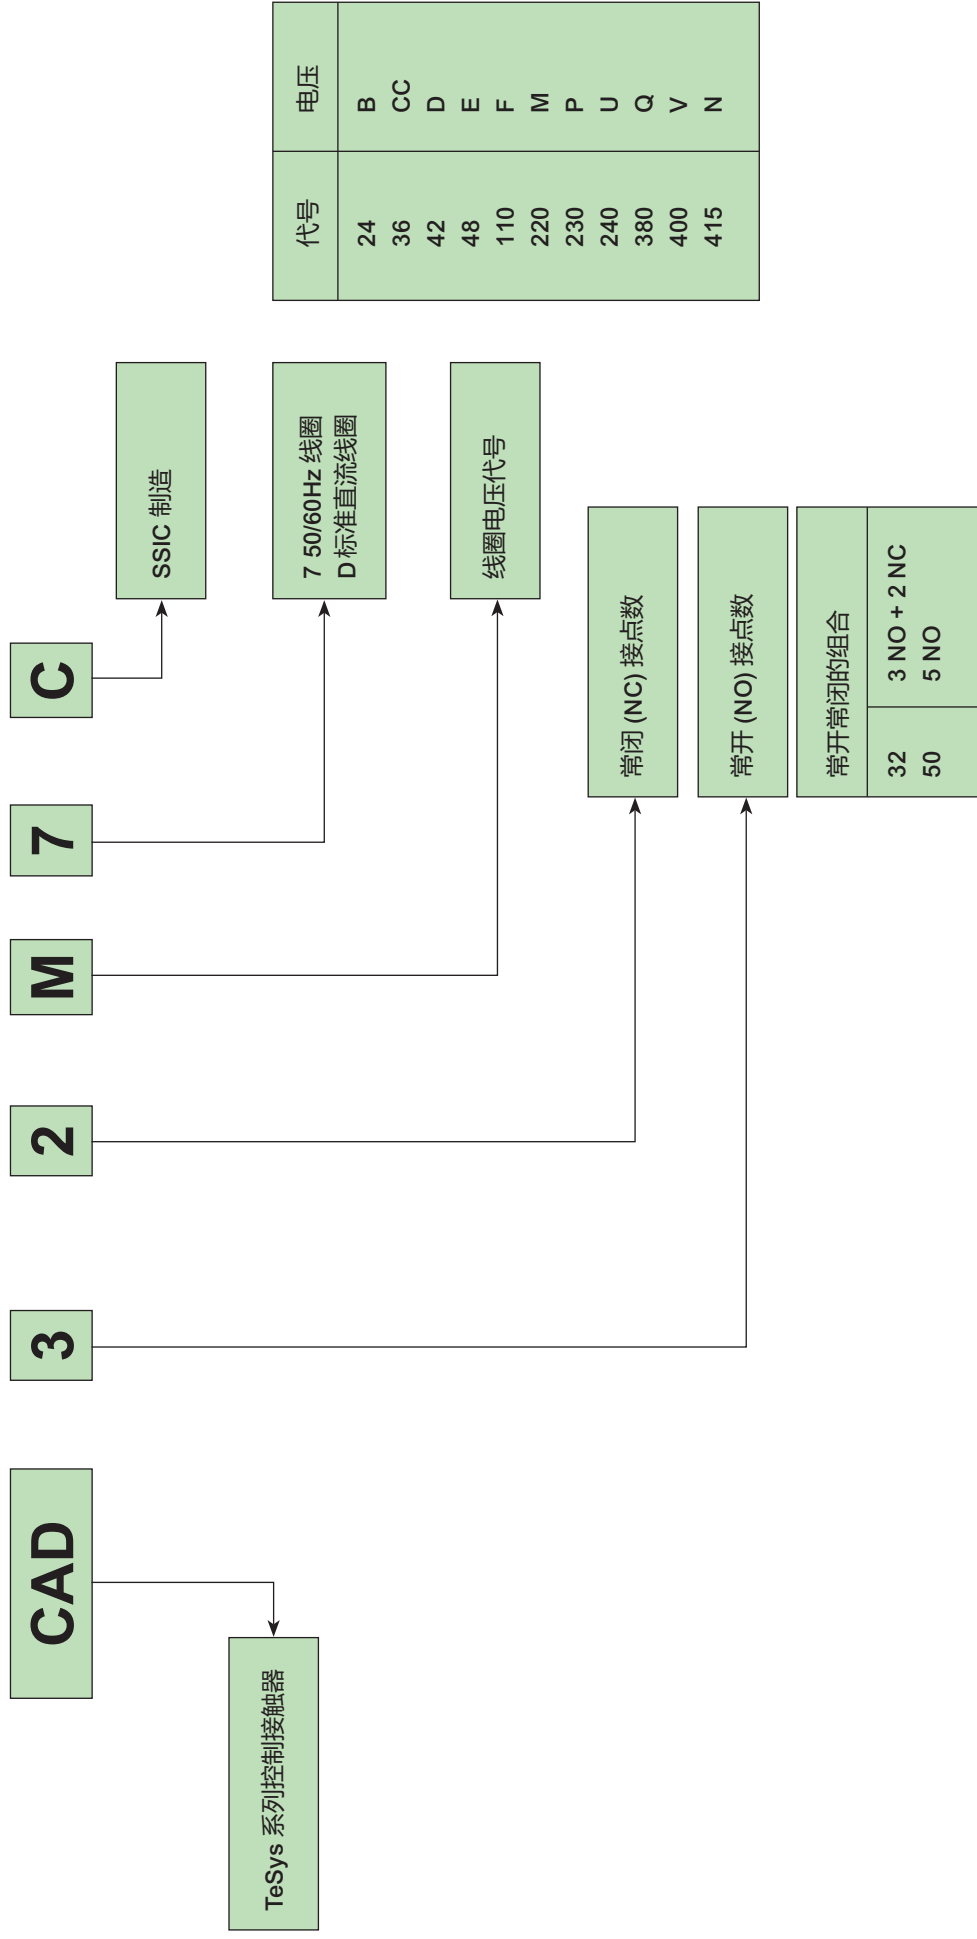 CAD
3
2
M
7
C
TeSys 系列控制接触器
SSIC 制造
7 50/60Hz 线圈
D 标准直流线圈
线圈电压代号
常闭 (NC) 接点数
常开 (NO) 接点数
常开常闭的组合
32 3 NO + 2 NC
50 5 NO
代号 电压
24 B
36 CC
42 D
48 E
110 F
220 M
230 P
240 U
380 Q
400 V
415 N